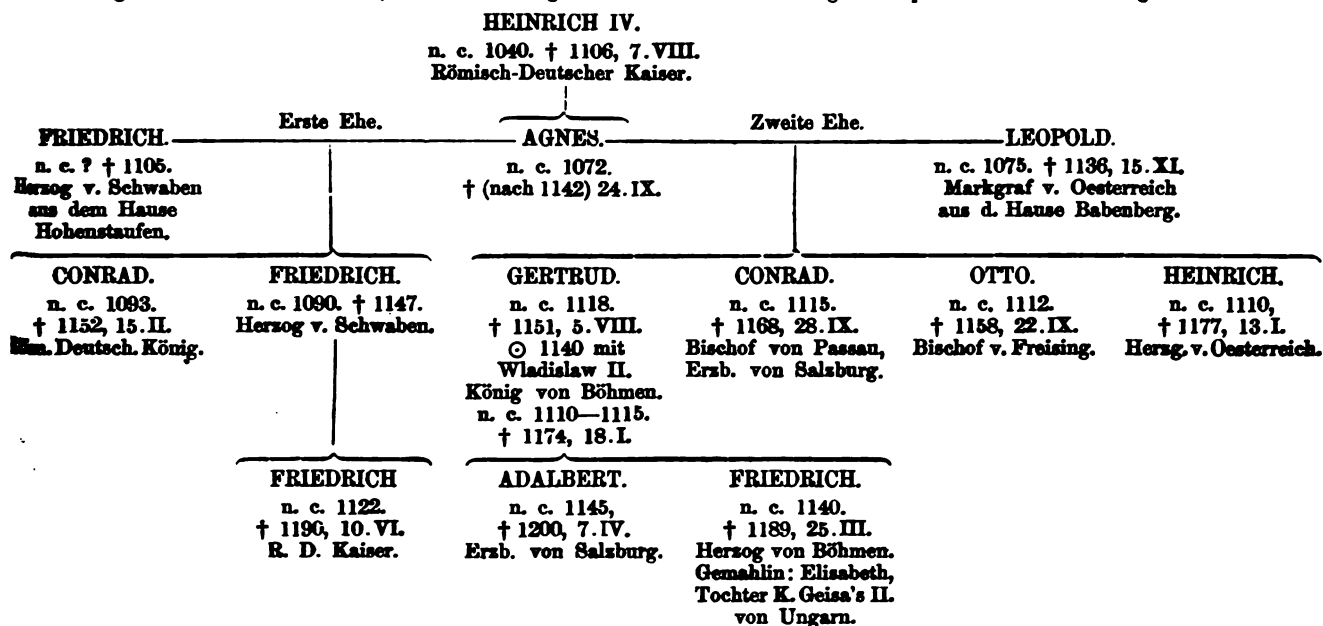 HEINRICH IV.
n. c. 1040. † 1106, 7. VIII.
Römisch-Deutscher Kaiser.
Erste Ehe.
Zweite Ehe.
FRIEDRICH.
n. c. ? † 1105.
Herzog v. Schwaben
aus dem Hause
Hohenstaufen.
AGNES.
n. c. 1072.
† (nach 1142) 24. IX.
LEOPOLD.
n. c. 1075. † 1136, 15. XI.
Markgraf v. Oesterreich
aus d. Hause Babenberg.
CONRAD.
n. c. 1093.
† 1152, 15. II.
Deutsch. König.
FRIEDRICH.
n. c. 1090. † 1147.
Herzog v. Schwaben.
GERTRUD.
n. c. 1118.
† 1151, 5. VIII.
⊙ 1140 mit
Wladislaw II.
König von Böhmen.
n. c. 1110—1115.
† 1174, 18. I.
CONRAD.
n. c. 1115.
† 1168, 28. IX.
Bischof von Passau,
Erzb. von Salzburg.
OTTO.
n. c. 1112.
† 1158, 22. IX.
Bischof v. Freising.
HEINRICH.
n. c. 1110,
† 1177, 13. I.
Herzg. v. Oesterreich.
FRIEDRICH
n. c. 1122.
† 1190, 10. VI.
R. D. Kaiser.
ADALBERT.
n. c. 1145,
† 1200, 7. IV.
Erzb. von Salzburg.
FRIEDRICH.
n. c. 1140.
† 1189, 25. III.
Herzog von Böhmen.
Gemahlin: Elisabeth,
Tochter K. Geisa's II.
von Ungarn.